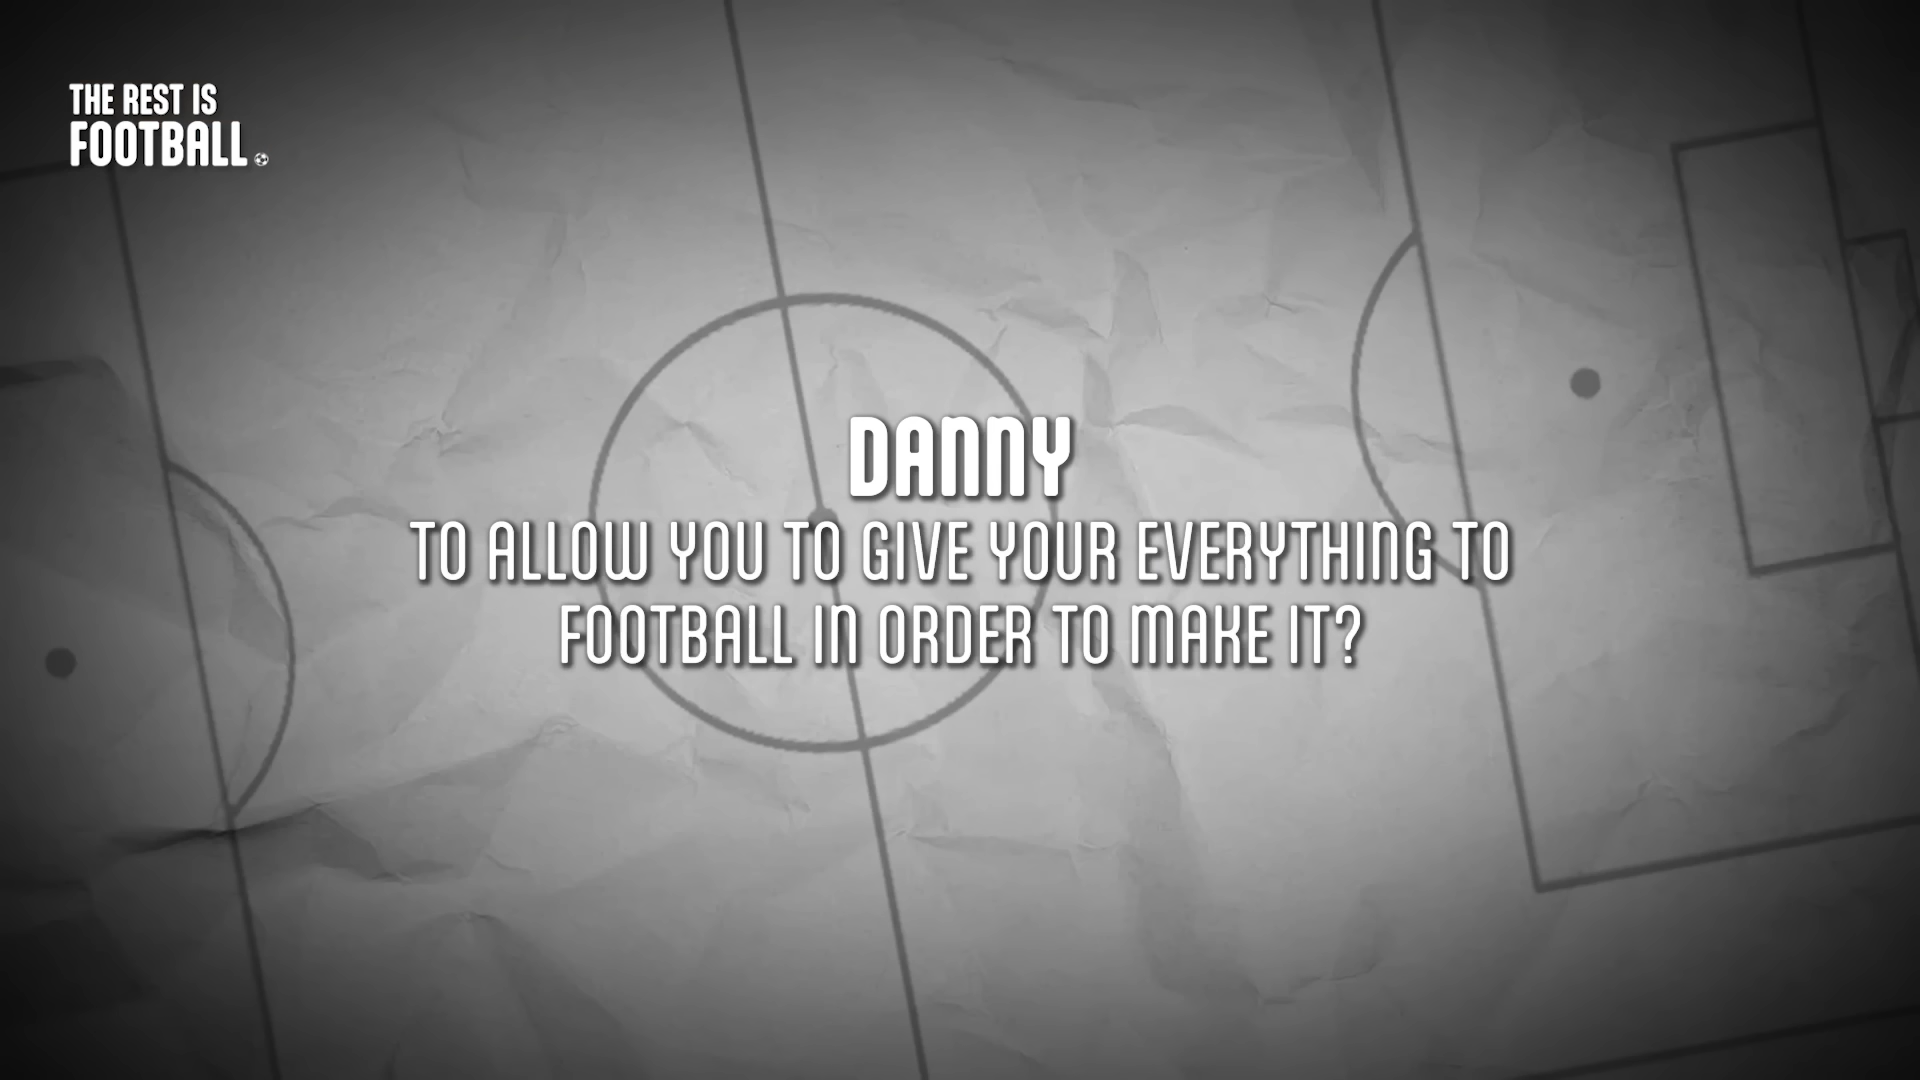 THE REST IS
FOOTBALL
DANNY
TO ALLOW YOU TO GIVE YOUR EVERYTHING TO
FOOTBALL IN ORDER TO MAKE IT?